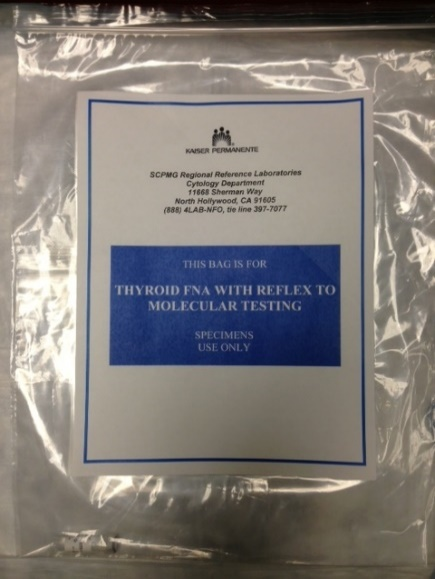 KAISER PERMANENTE
SCPMG Regional Reference Laboratories
Cytology Department
11668 Sherman Way
North Hollywood, CA 91605
(888) 4LAB-NFO, tie line 397-7077
THIS BAG IS FOR
THYROID FNA WITH REFLEX TO
MOLECULAR TESTING
SPECIMENS
USE ONLY